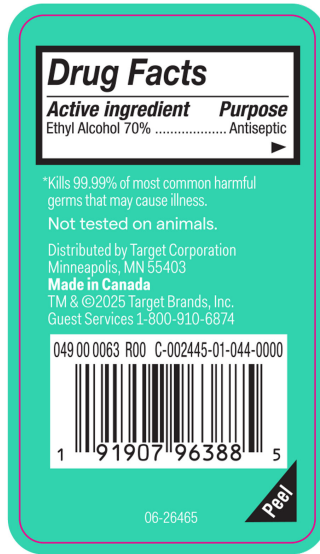 Drug Facts
Active ingredient Purpose
Ethyl Alcohol 70% ................... Antiseptic
*Kills 99.99% of most common harmful
germs that may cause illness.
Not tested on animals.
Distributed by Target Corporation
Minneapolis, MN 55403
Made in Canada
TM & ©2025 Target Brands, Inc.
Guest Services 1-800-910-6874
049 00 0063 R00 C-002445-01-044-0000
1 91907 96388 5
Peel
06-26465